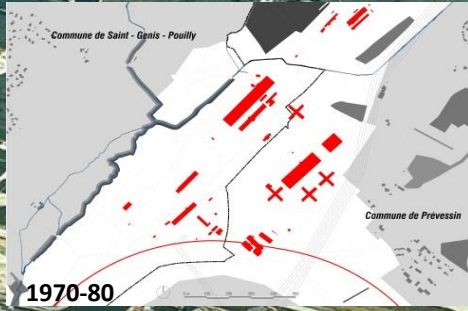 Commune de Saint - Genis - Pouilly
Commune de Prévessin
1970-80